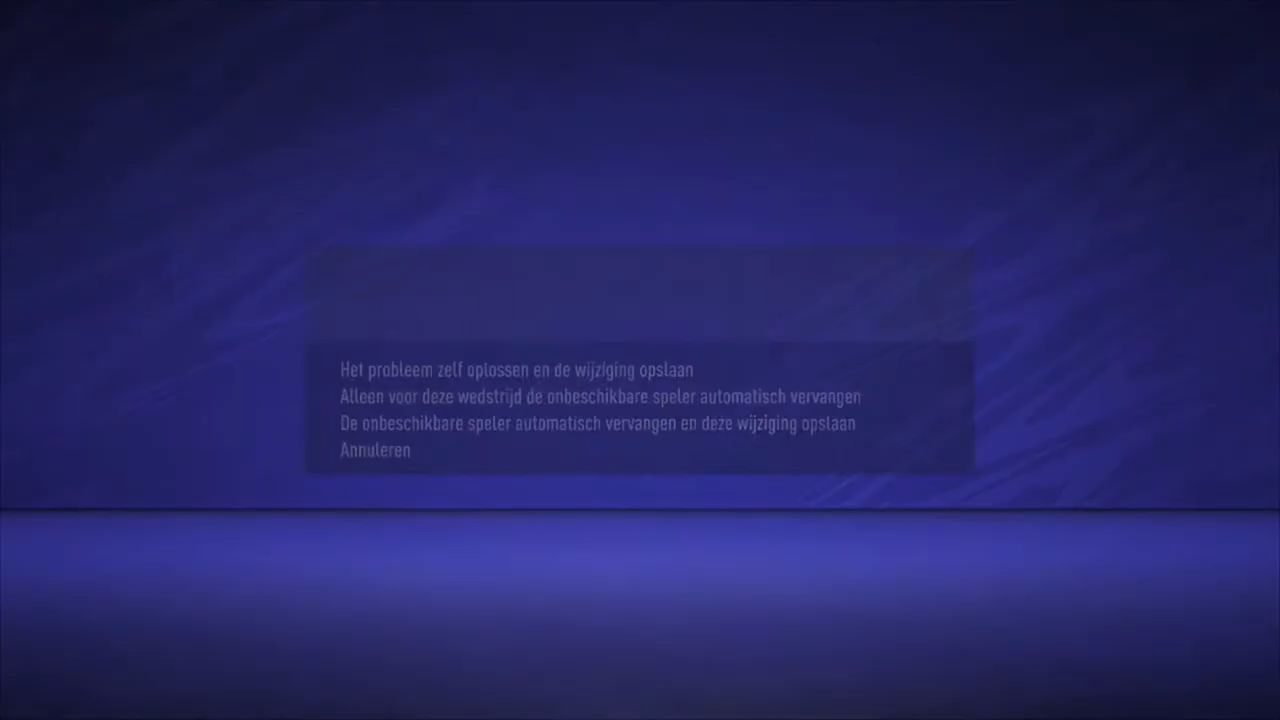 Het probleem zelf oplossen en de wijziging opslaan
Alleen voor deze wedstrijd de onbeschikbare speler automatisch vervangen
De onbeschikbare speler automatisch vervangen en deze wijziging opslaan
Annuleren